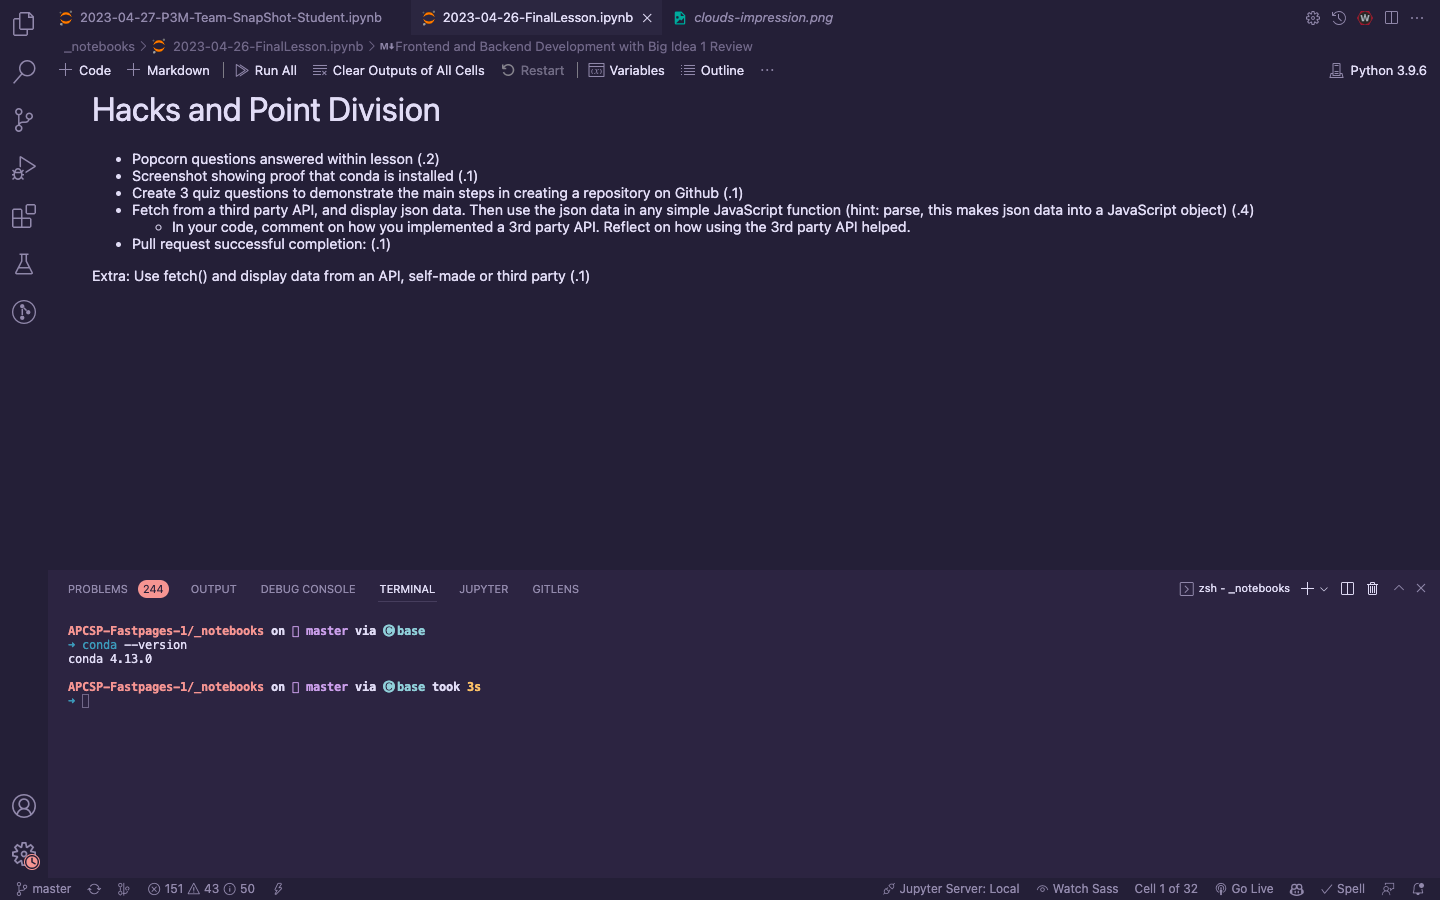 2023-04-27-P3M-Team-SnapShot-Student.ipynb
2023-04-26-FinalLesson.ipynb
clouds-impression.png
_notebooks > 2023-04-26-FinalLesson.ipynb > M↓Frontend and Backend Development with Big Idea 1 Review
+ Code
+ Markdown
Run All
Clear Outputs of All Cells
Restart
Variables
Outline
...
Python 3.9.6
Hacks and Point Division
• Popcorn questions answered within lesson (.2)
• Screenshot showing proof that conda is installed (.1)
• Create 3 quiz questions to demonstrate the main steps in creating a repository on Github (.1)
• Fetch from a third party API, and display json data. Then use the json data in any simple JavaScript function (hint: parse, this makes json data into a JavaScript object) (.4)
◦ In your code, comment on how you implemented a 3rd party API. Reflect on how using the 3rd party API helped.
• Pull request successful completion: (.1)
Extra: Use fetch() and display data from an API, self-made or third party (.1)
PROBLEMS 244 OUTPUT DEBUG CONSOLE TERMINAL JUPYTER GITLENS
zsh - _notebooks
APCSP-Fastpages-1/_notebooks on master via C base
→ conda --version
conda 4.13.0
APCSP-Fastpages-1/_notebooks on master via C base took 3s
→
master
151 43 50
Jupyter Server: Local
Watch Sass
Cell 1 of 32
Go Live
Spell